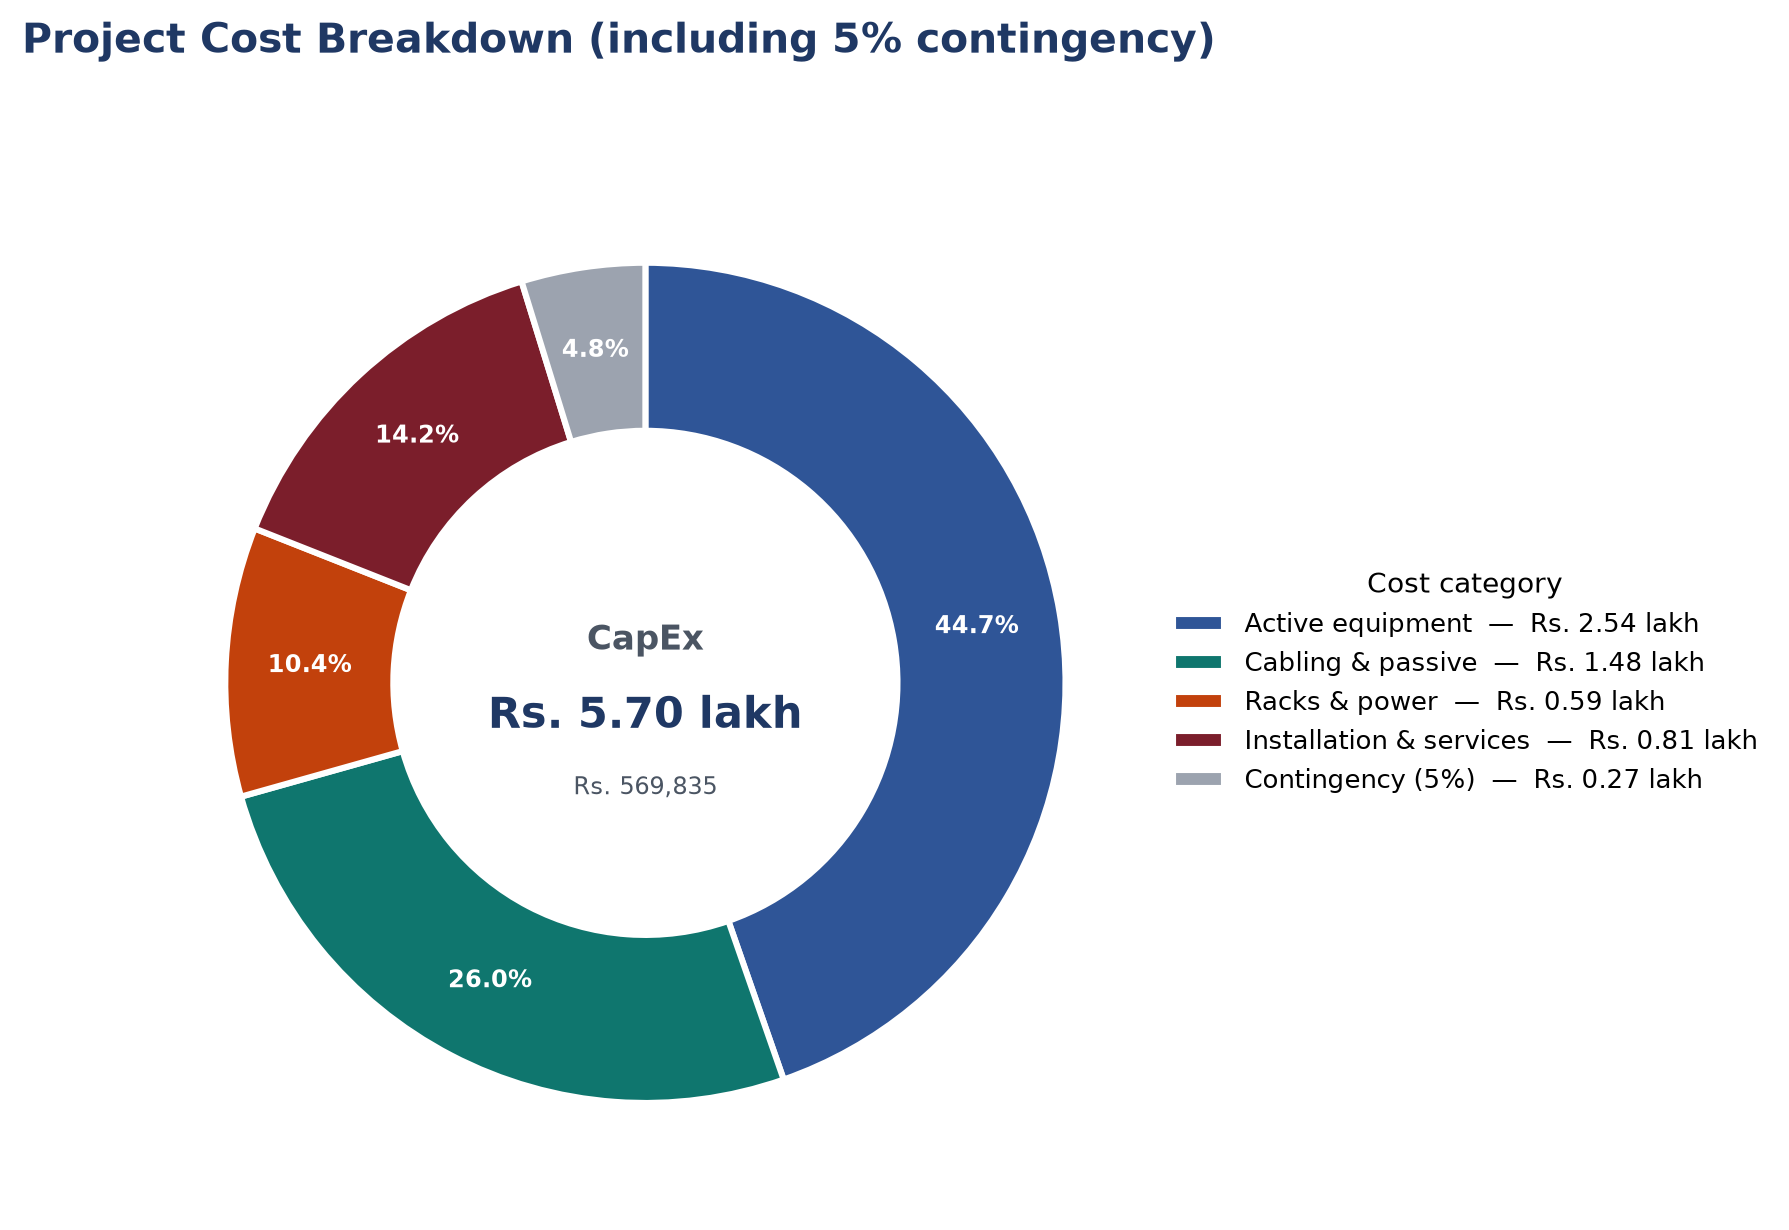 Project Cost Breakdown (including 5% contingency)
4.8%
14.2%
44.7%
10.4%
26.0%
CapEx
Rs. 5.70 lakh
Rs. 569,835
Cost category
Active equipment — Rs. 2.54 lakh
Cabling & passive — Rs. 1.48 lakh
Racks & power — Rs. 0.59 lakh
Installation & services — Rs. 0.81 lakh
Contingency (5%) — Rs. 0.27 lakh